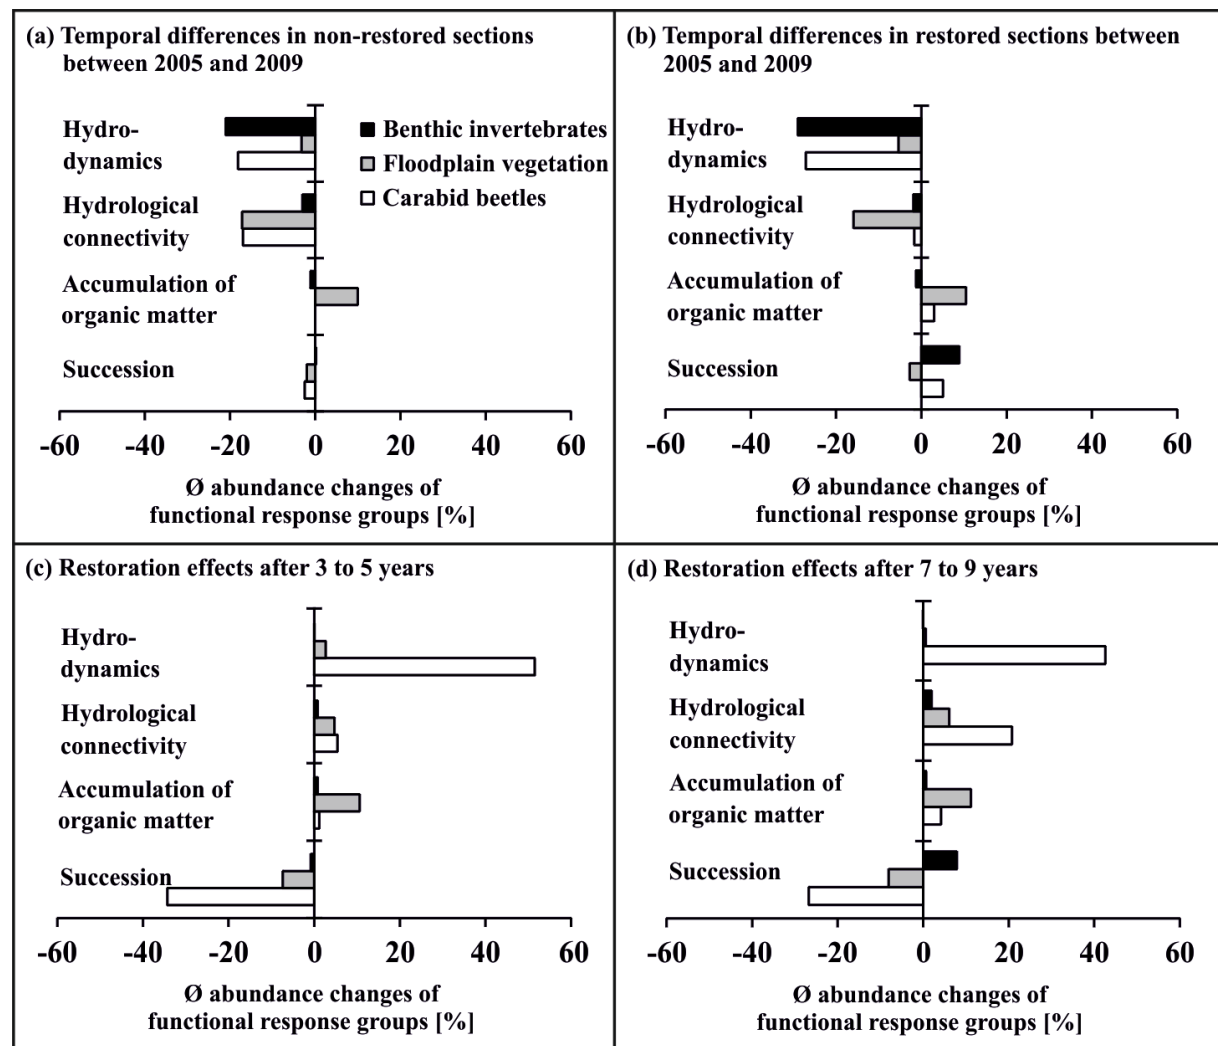 (a) Temporal differences in non-restored sections
between 2005 and 2009
Hydro-
dynamics
Hydrological
connectivity
Accumulation of
organic matter
Succession
Benthic invertebrates
Floodplain vegetation
Carabid beetles
-60 -40 -20 0 20 40 60
Ø abundance changes of
functional response groups [%]
(b) Temporal differences in restored sections between
2005 and 2009
Hydro-
dynamics
Hydrological
connectivity
Accumulation of
organic matter
Succession
-60 -40 -20 0 20 40 60
Ø abundance changes of
functional response groups [%]
(c) Restoration effects after 3 to 5 years
Hydro-
dynamics
Hydrological
connectivity
Accumulation of
organic matter
Succession
-60 -40 -20 0 20 40 60
Ø abundance changes of
functional response groups [%]
(d) Restoration effects after 7 to 9 years
Hydro-
dynamics
Hydrological
connectivity
Accumulation of
organic matter
Succession
-60 -40 -20 0 20 40 60
Ø abundance changes of
functional response groups [%]